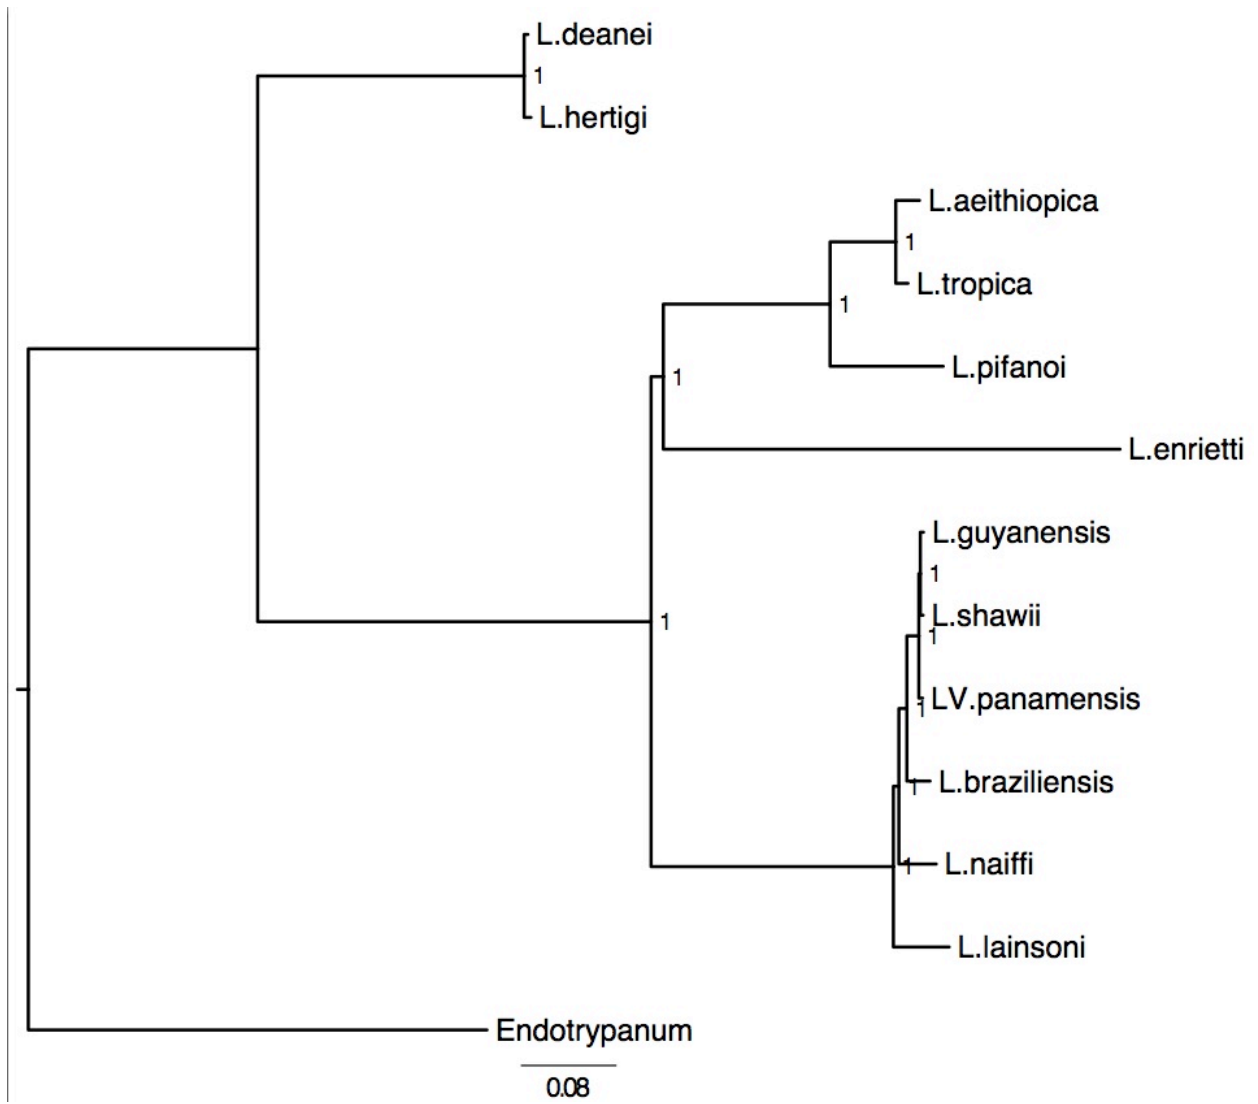 L.deanei
1
L.hertigi
L.aeithiopica
1
L.tropica
1
L.pifanoi
1
L.enrietti
L.guyanensis
1
L.shawii
1
1
LV.panamensis
1
L.braziliensis
1
L.naiffi
1
L.lainsoni
Endotrypanum
0.08